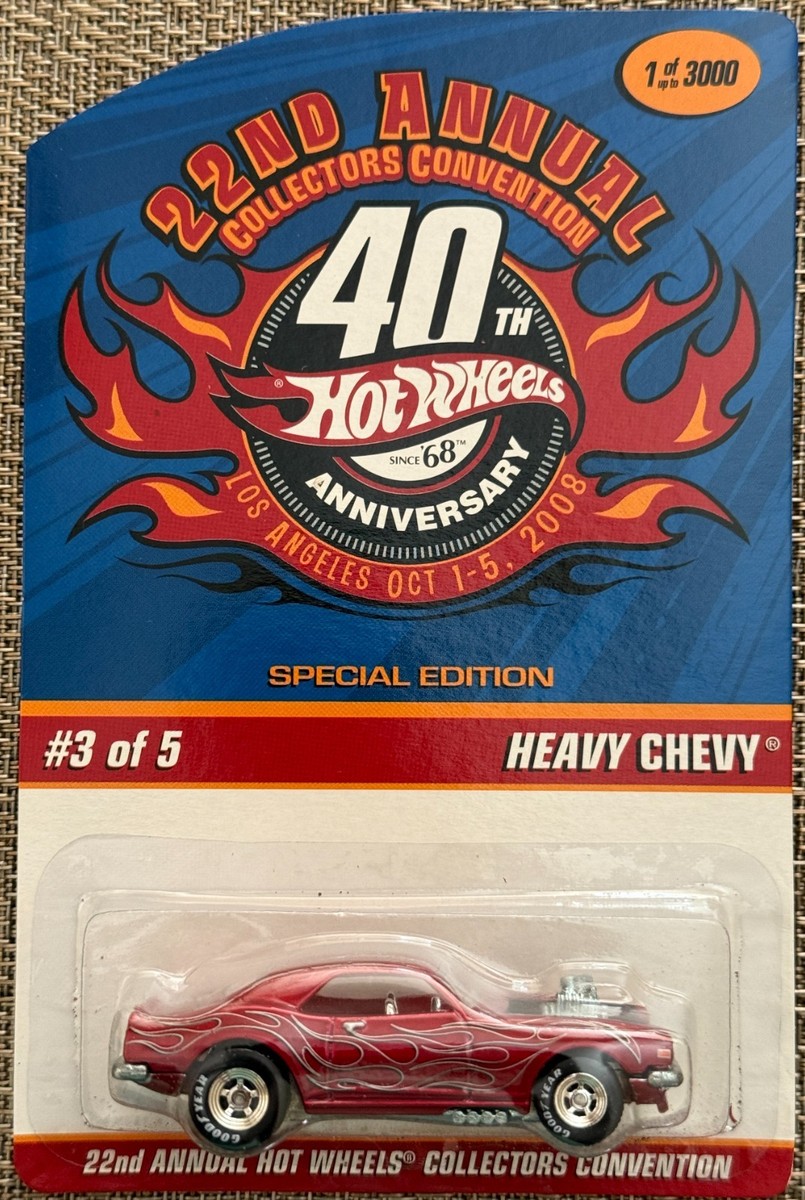 1 of up to 3000
22ND ANNUAL
COLLECTORS CONVENTION
40TH
® HOT WHEELS
SINCE '68™
ANNIVERSARY
LOS ANGELES OCT 1-5, 2008
SPECIAL EDITION
#3 of 5
HEAVY CHEVY®
GOODYEAR
GOODYEAR
22nd ANNUAL HOT WHEELS® COLLECTORS CONVENTION